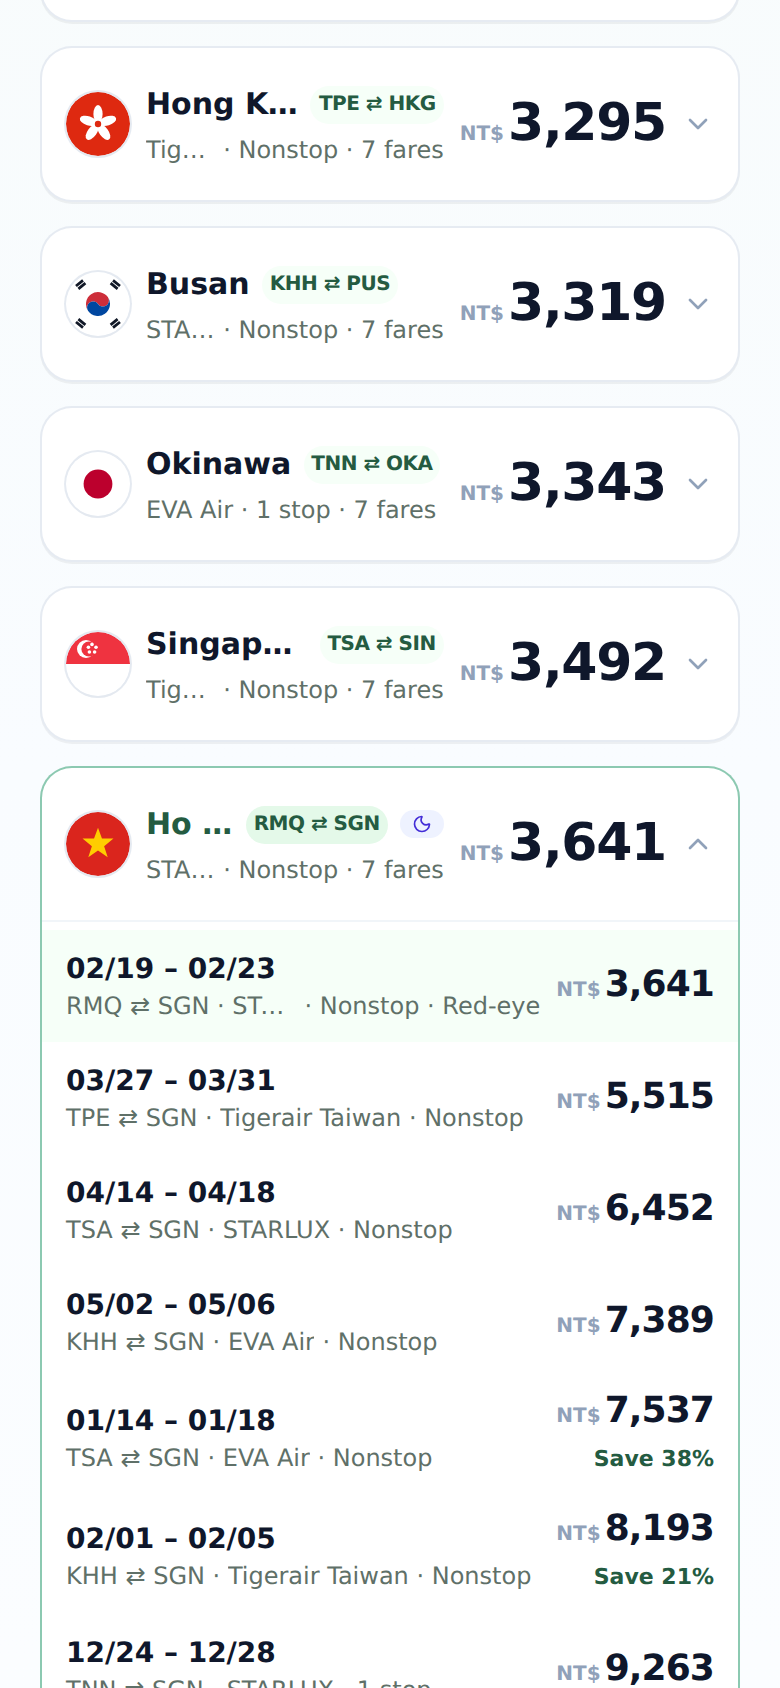 Hong K... TPE ⇄ HKG
Tig... · Nonstop · 7 fares
NT$ 3,295
Busan KHH ⇄ PUS
STA... · Nonstop · 7 fares
NT$ 3,319
Okinawa TNN ⇄ OKA
EVA Air · 1 stop · 7 fares
NT$ 3,343
Singap... TSA ⇄ SIN
Tig... · Nonstop · 7 fares
NT$ 3,492
Ho ... RMQ ⇄ SGN
STA... · Nonstop · 7 fares
NT$ 3,641
02/19 – 02/23
RMQ ⇄ SGN · ST... · Nonstop · Red-eye
NT$ 3,641
03/27 – 03/31
TPE ⇄ SGN · Tigerair Taiwan · Nonstop
NT$ 5,515
04/14 – 04/18
TSA ⇄ SGN · STARLUX · Nonstop
NT$ 6,452
05/02 – 05/06
KHH ⇄ SGN · EVA Air · Nonstop
NT$ 7,389
01/14 – 01/18
TSA ⇄ SGN · EVA Air · Nonstop
NT$ 7,537
Save 38%
02/01 – 02/05
KHH ⇄ SGN · Tigerair Taiwan · Nonstop
NT$ 8,193
Save 21%
12/24 – 12/28
TNN ⇄ SGN · STARLUX · 1 stop
NT$ 9,263